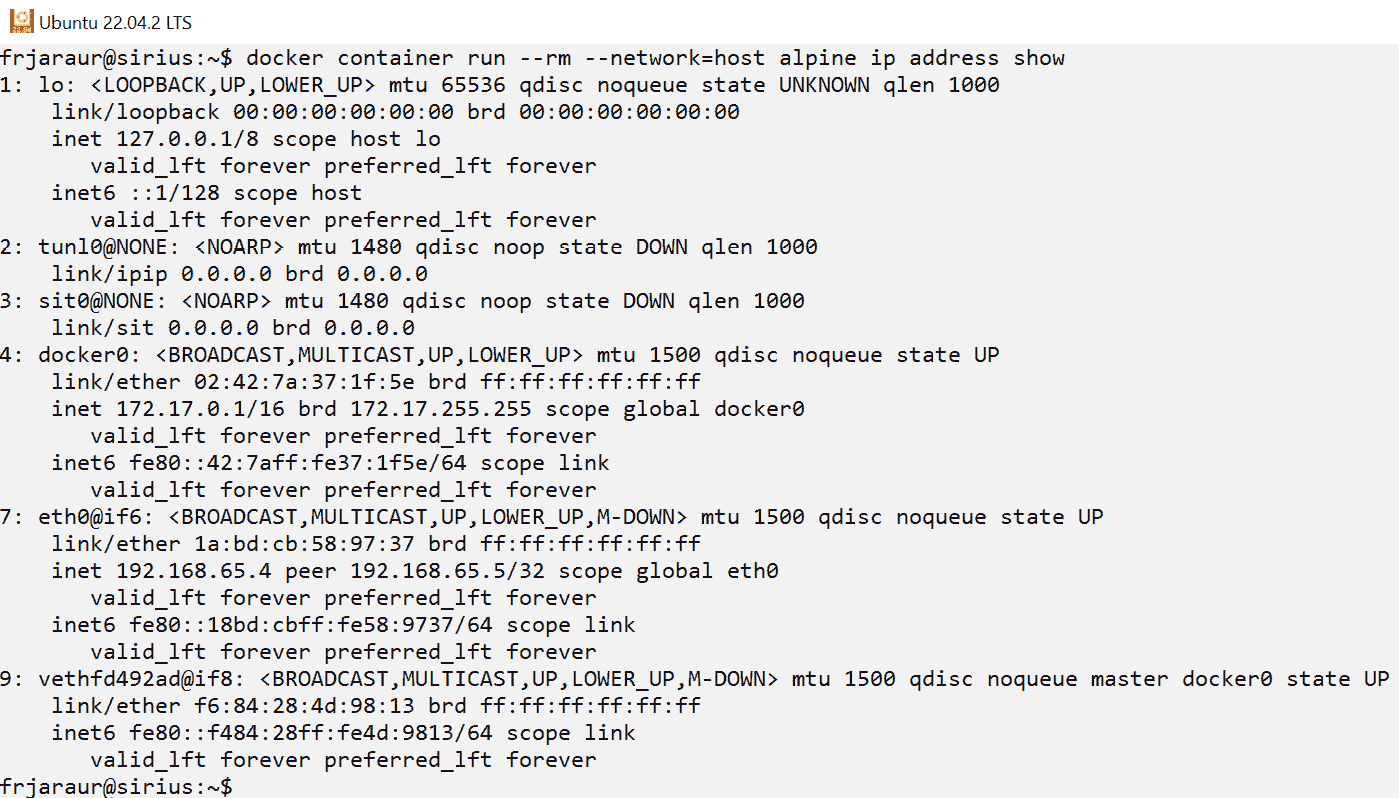 22.04
Ubuntu 22.04.2 LTS
frjaraur@sirius:~$ docker container run --rm --network=host alpine ip address show
1: lo: <LOOPBACK,UP,LOWER_UP> mtu 65536 qdisc noqueue state UNKNOWN qlen 1000
    link/loopback 00:00:00:00:00:00 brd 00:00:00:00:00:00
    inet 127.0.0.1/8 scope host lo
       valid_lft forever preferred_lft forever
    inet6 ::1/128 scope host
       valid_lft forever preferred_lft forever
2: tunl0@NONE: <NOARP> mtu 1480 qdisc noop state DOWN qlen 1000
    link/ipip 0.0.0.0 brd 0.0.0.0
3: sit0@NONE: <NOARP> mtu 1480 qdisc noop state DOWN qlen 1000
    link/sit 0.0.0.0 brd 0.0.0.0
4: docker0: <BROADCAST,MULTICAST,UP,LOWER_UP> mtu 1500 qdisc noqueue state UP
    link/ether 02:42:7a:37:1f:5e brd ff:ff:ff:ff:ff:ff
    inet 172.17.0.1/16 brd 172.17.255.255 scope global docker0
       valid_lft forever preferred_lft forever
    inet6 fe80::42:7aff:fe37:1f5e/64 scope link
       valid_lft forever preferred_lft forever
7: eth0@if6: <BROADCAST,MULTICAST,UP,LOWER_UP,M-DOWN> mtu 1500 qdisc noqueue state UP
    link/ether 1a:bd:cb:58:97:37 brd ff:ff:ff:ff:ff:ff
    inet 192.168.65.4 peer 192.168.65.5/32 scope global eth0
       valid_lft forever preferred_lft forever
    inet6 fe80::18bd:cbff:fe58:9737/64 scope link
       valid_lft forever preferred_lft forever
9: vethfd492ad@if8: <BROADCAST,MULTICAST,UP,LOWER_UP,M-DOWN> mtu 1500 qdisc noqueue master docker0 state UP
    link/ether f6:84:28:4d:98:13 brd ff:ff:ff:ff:ff:ff
    inet6 fe80::f484:28ff:fe4d:9813/64 scope link
       valid_lft forever preferred_lft forever
frjaraur@sirius:~$